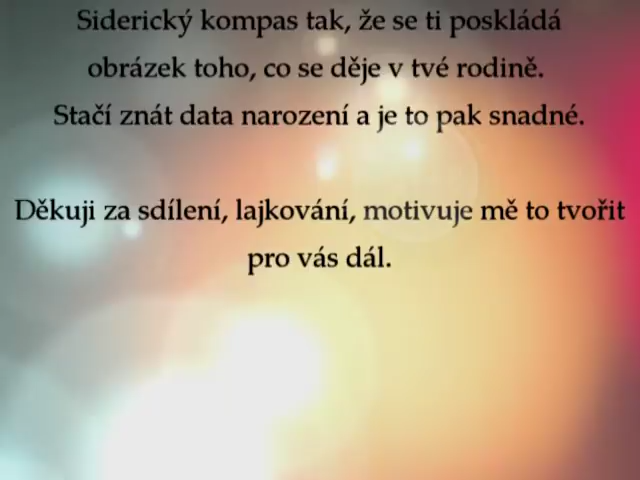 Siderický kompas tak, že se ti poskládá
obrázek toho, co se děje v tvé rodině.
Stačí znát data narození a je to pak snadné.
Děkuji za sdílení, lajkování, motivuje mě to tvořit
pro vás dál.